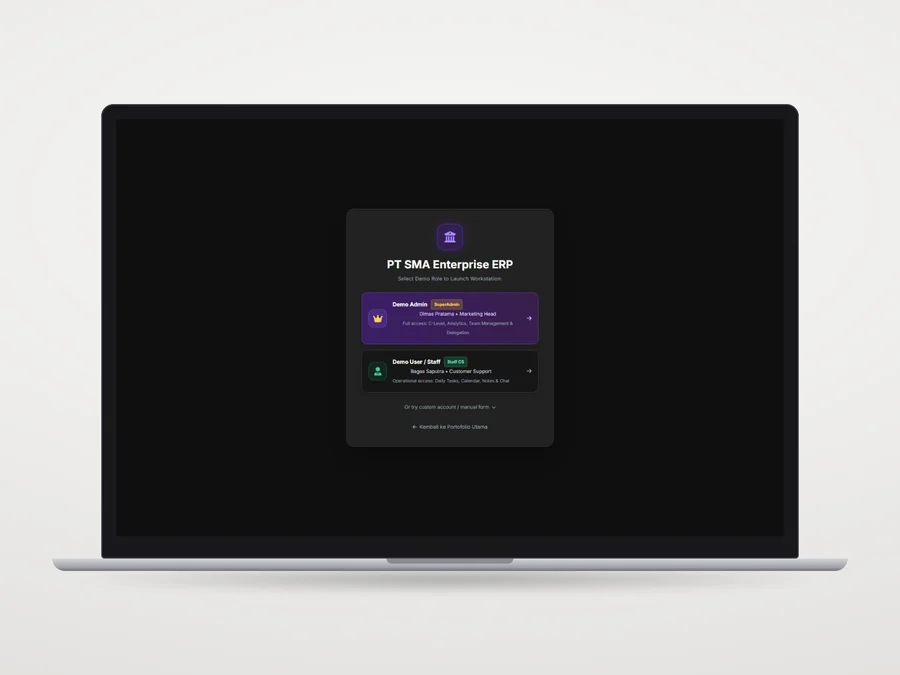 PT SMA Enterprise ERP
Select Demo Role to Launch Workstation
Demo Admin SuperAdmin
Dimas Pratama • Marketing Head
Full access: C-Level, Analytics, Team Management &
Delegation
Demo User / Staff Staff CS
Bagas Saputra • Customer Support
Operational access: Daily Tasks, Calendar, Notes & Chat
Or try custom account / manual form
← Kembali ke Portofolio Utama